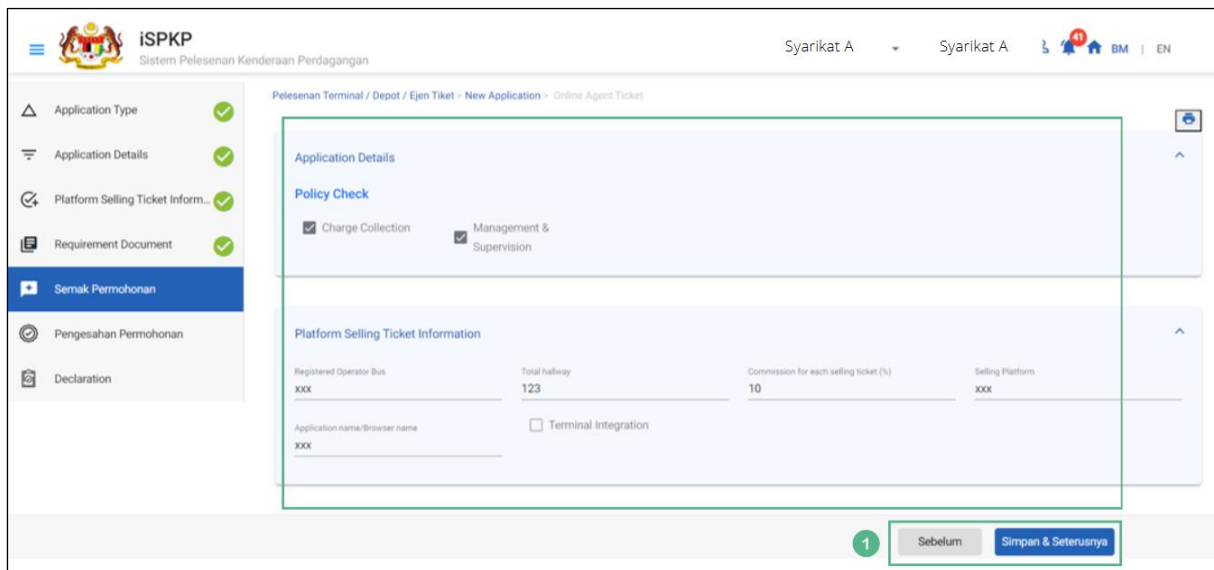 iSPKP
Sistem Pelesenan Kenderaan Perdagangan
Syarikat A
Syarikat A
41
BM | EN
Application Type
Application Details
Platform Selling Ticket Inform...
Requirement Document
Semak Permohonan
Pengesahan Permohonan
Declaration
Pelesenan Terminal / Depot / Ejen Tiket > New Application > Online Agent Ticket
Application Details
Policy Check
Charge Collection
Management &
Supervision
Platform Selling Ticket Information
Registered Operator Bus
xxx
Total hallway
123
Commission for each selling ticket (%)
10
Selling Platform
xxx
Application name/Browser name
xxx
Terminal Integration
1
Sebelum
Simpan & Seterusnya